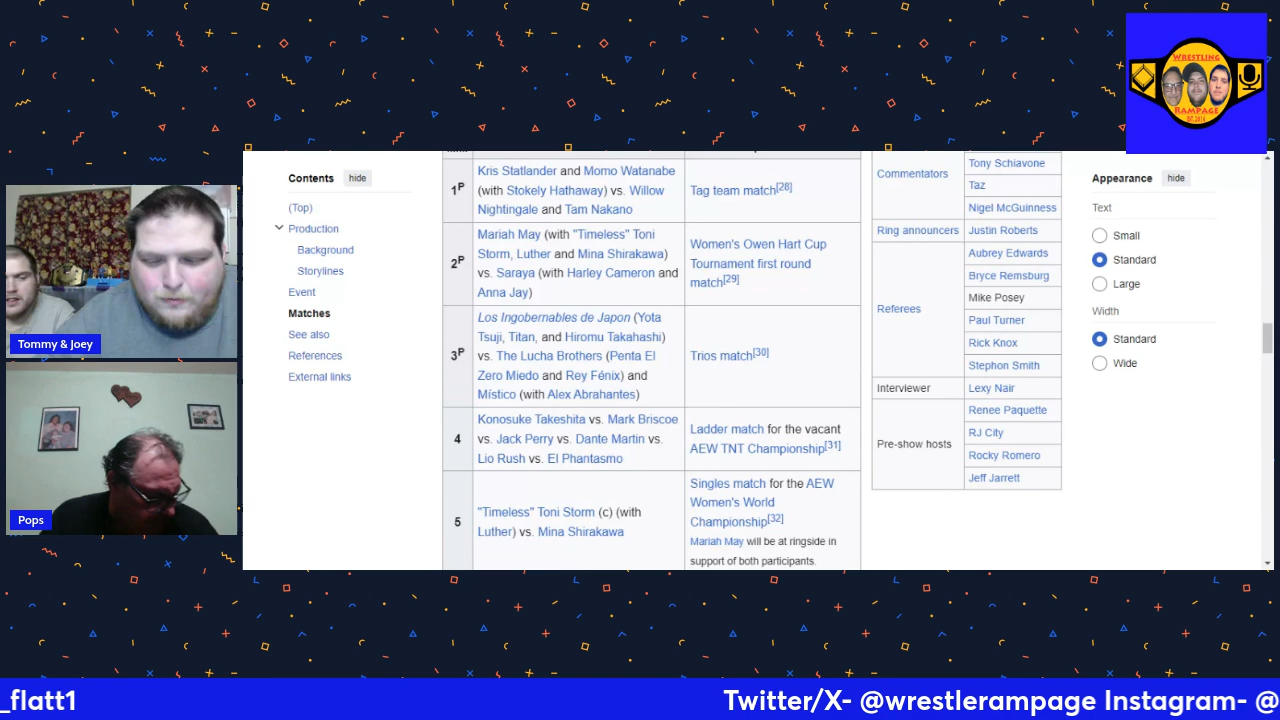 WRESTLING
RAMPAGE
Contents hide
(Top)
Production
Background
Storylines
Event
Matches
See also
References
External links
1P
Kris Statlander and Momo Watanabe
(with Stokely Hathaway) vs. Willow
Nightingale and Tam Nakano
Tag team match[28]
2P
Mariah May (with "Timeless" Toni
Storm, Luther and Mina Shirakawa)
vs. Saraya (with Harley Cameron and
Anna Jay)
Women's Owen Hart Cup
Tournament first round
match[29]
3P
Los Ingobernables de Japon (Yota
Tsuji, Titan, and Hiromu Takahashi)
vs. The Lucha Brothers (Penta El
Zero Miedo and Rey Fénix) and
Místico (with Alex Abrahantes)
Trios match[30]
4
Konosuke Takeshita vs. Mark Briscoe
vs. Jack Perry vs. Dante Martin vs.
Lio Rush vs. El Phantasmo
Ladder match for the vacant
AEW TNT Championship[31]
5
"Timeless" Toni Storm (c) (with
Luther) vs. Mina Shirakawa
Singles match for the AEW
Women's World
Championship[32]
Mariah May will be at ringside in
support of both participants.
Commentators
Tony Schiavone
Taz
Nigel McGuinness
Ring announcers
Justin Roberts
Referees
Aubrey Edwards
Bryce Remsburg
Mike Posey
Paul Turner
Rick Knox
Stephon Smith
Interviewer
Lexy Nair
Pre-show hosts
Renee Paquette
RJ City
Rocky Romero
Jeff Jarrett
Appearance hide
Text
Small
Standard
Large
Width
Standard
Wide
Tommy & Joey
Pops
_flatt1
Twitter/X- @wrestlerampage Instagram- @